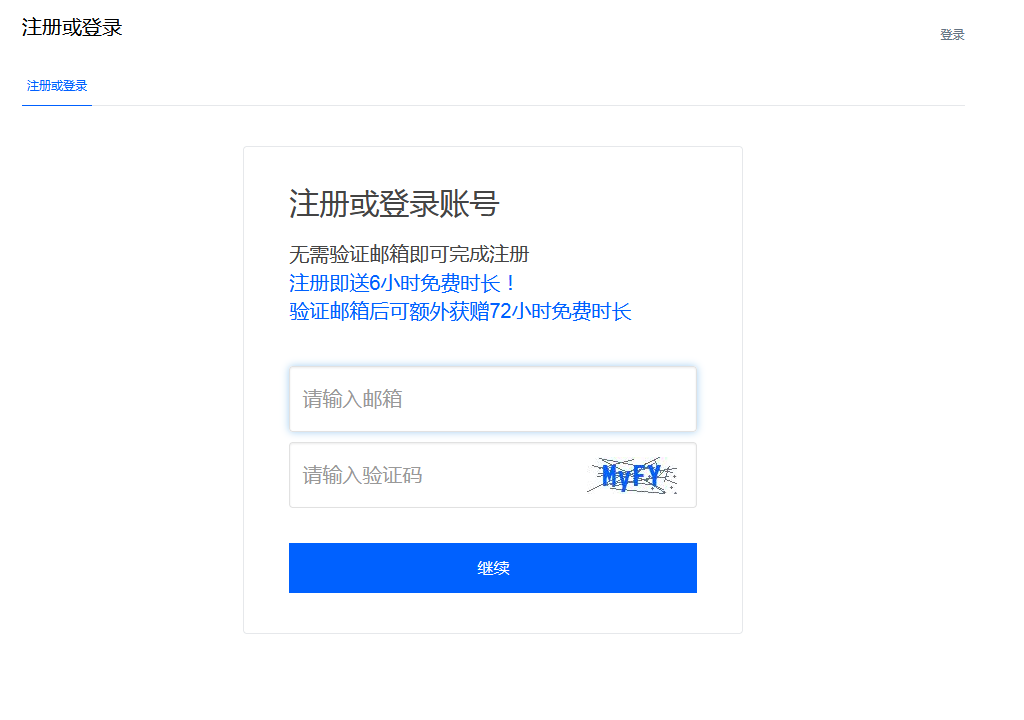 注册或登录
登录
注册或登录
注册或登录账号
无需验证邮箱即可完成注册
注册即送6小时免费时长！
验证邮箱后可额外获赠72小时免费时长
请输入邮箱
请输入验证码
MyFY
继续